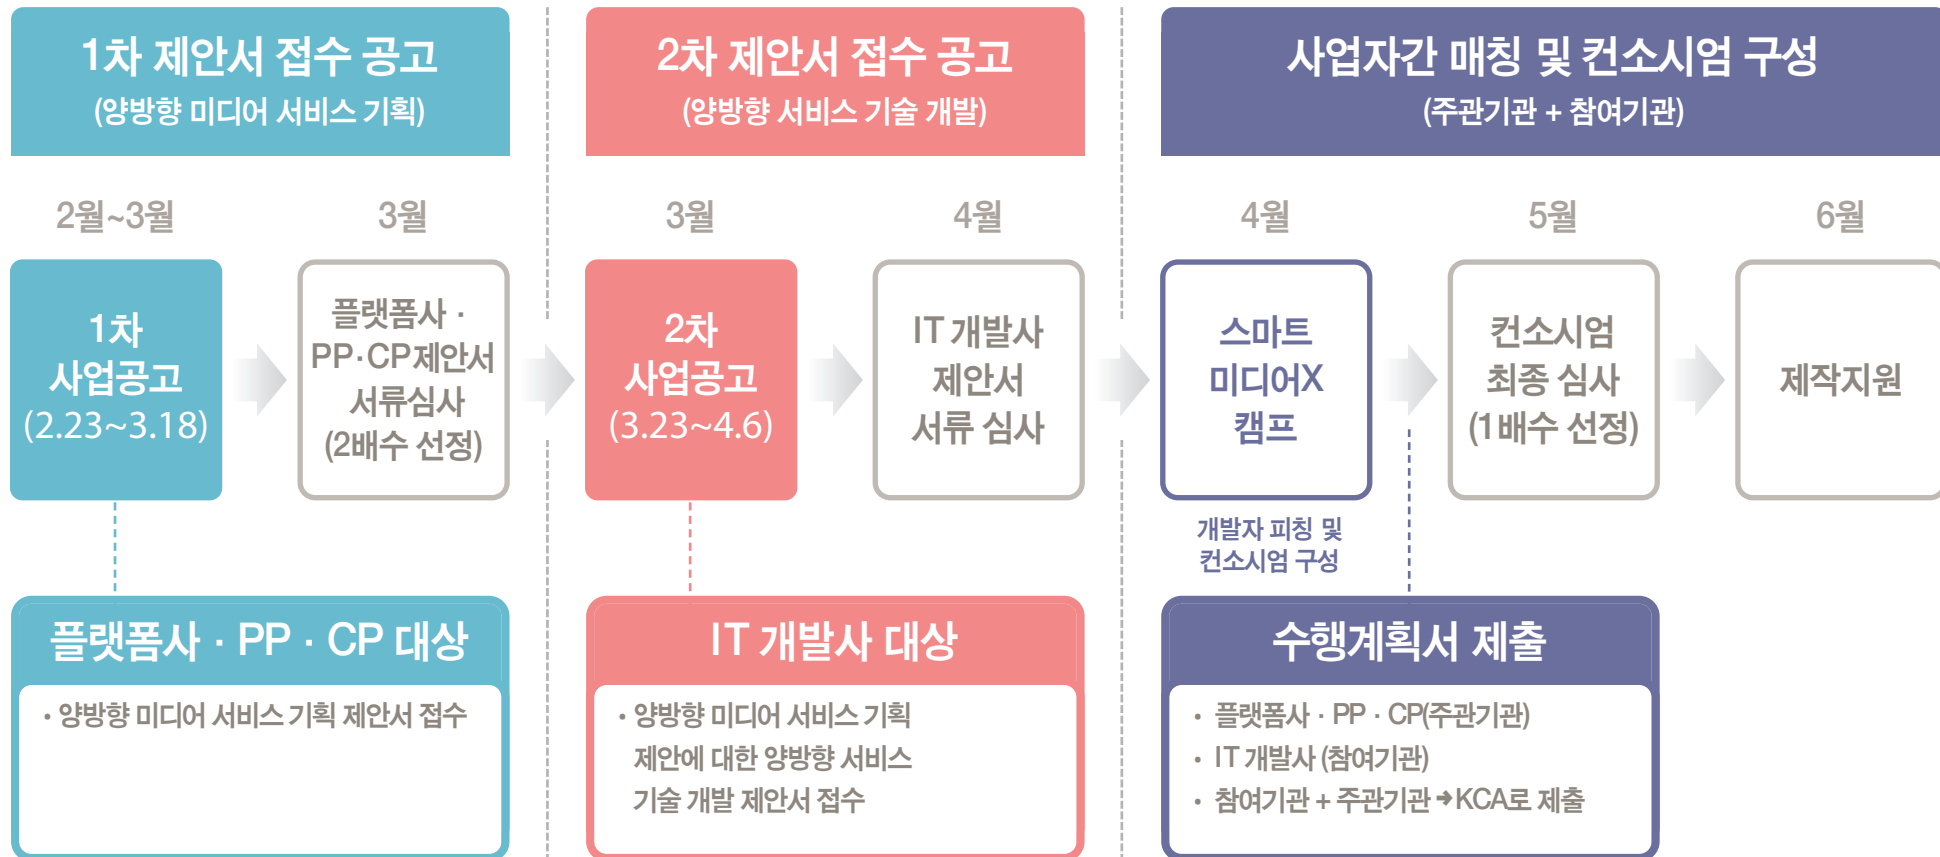 1차 제안서 접수 공고
(양방향 미디어 서비스 기획)
2차 제안서 접수 공고
(양방향 서비스 기술 개발)
사업자간 매칭 및 컨소시엄 구성
(주관기관 + 참여기관)
2월~3월
3월
3월
4월
4월
5월
6월
1차
사업공고
(2.23~3.18)
플랫폼사 ·
PP·CP제안서
서류심사
(2배수 선정)
2차
사업공고
(3.23~4.6)
IT 개발사
제안서
서류 심사
스마트
미디어X
캠프
개발자 피칭 및
컨소시엄 구성
컨소시엄
최종 심사
(1배수 선정)
제작지원
플랫폼사 · PP · CP 대상
· 양방향 미디어 서비스 기획 제안서 접수
IT 개발사 대상
· 양방향 미디어 서비스 기획
제안에 대한 양방향 서비스
기술 개발 제안서 접수
수행계획서 제출
· 플랫폼사 · PP · CP(주관기관)
· IT 개발사 (참여기관)
· 참여기관 + 주관기관 ➜ KCA로 제출